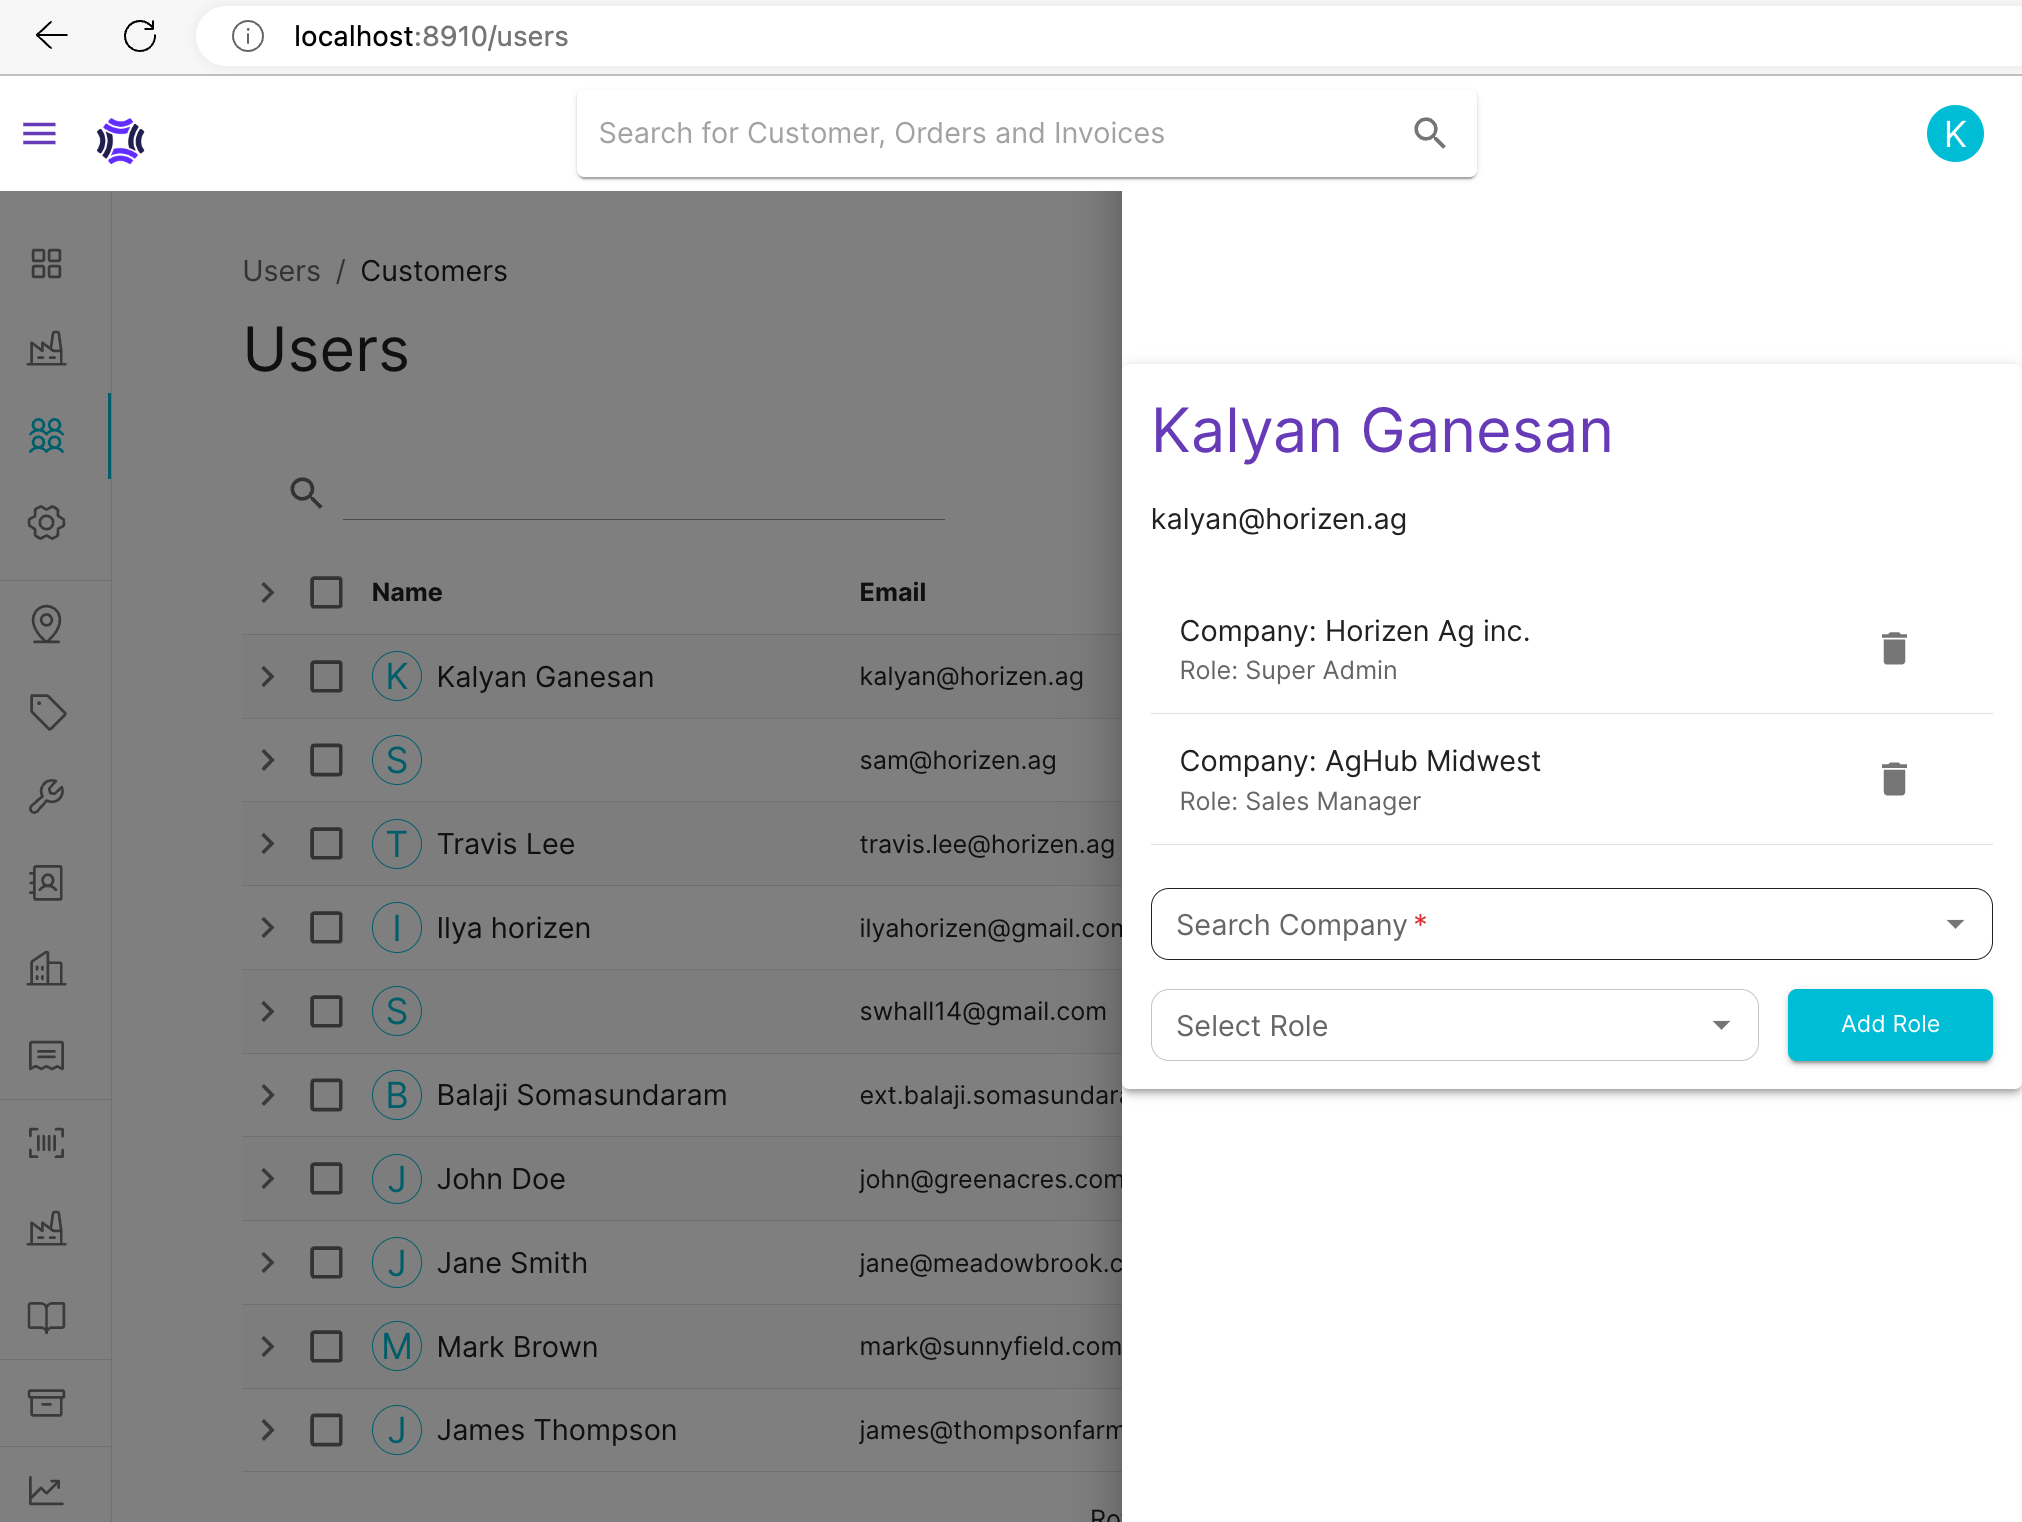 localhost:8910/users
Search for Customer, Orders and Invoices
K
Users / Customers
Users
Name Email
K Kalyan Ganesan kalyan@horizen.ag
S sam@horizen.ag
T Travis Lee travis.lee@horizen.ag
I Ilya horizen ilyahorizen@gmail.com
S swhall14@gmail.com
B Balaji Somasundaram ext.balaji.somasundar
J John Doe john@greenacres.com
J Jane Smith jane@meadowbrook.c
M Mark Brown mark@sunnyfield.com
J James Thompson james@thompsonfarm
Ro
Kalyan Ganesan
kalyan@horizen.ag
Company: Horizen Ag inc.
Role: Super Admin
Company: AgHub Midwest
Role: Sales Manager
Search Company *
Select Role
Add Role